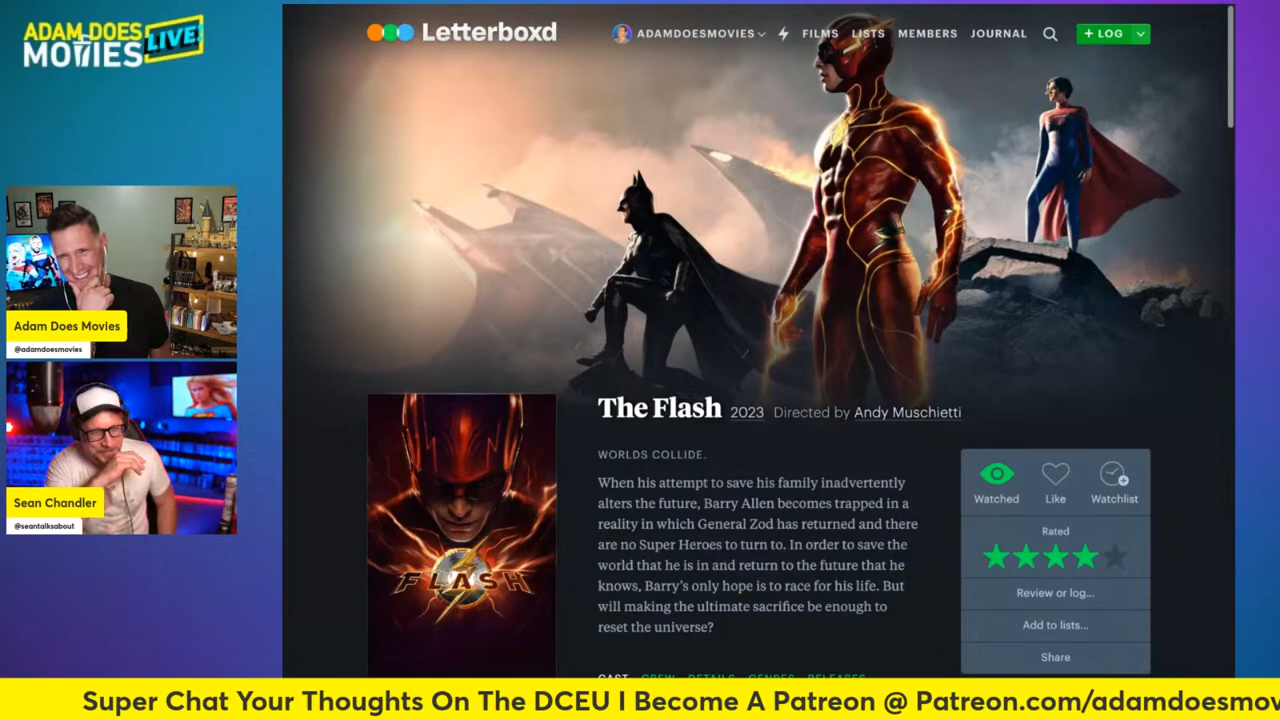 ADAM DOES
MOVIES LIVE!
Letterboxd
ADAMDOESMOVIES FILMS LISTS MEMBERS JOURNAL + LOG
Adam Does Movies
@adamdoesmovies
Sean Chandler
@seantalksabout
FLASH
The Flash 2023 Directed by Andy Muschietti
WORLDS COLLIDE.
When his attempt to save his family inadvertently
alters the future, Barry Allen becomes trapped in a
reality in which General Zod has returned and there
are no Super Heroes to turn to. In order to save the
world that he is in and return to the future that he
knows, Barry's only hope is to race for his life. But
will making the ultimate sacrifice be enough to
reset the universe?
CAST CREW DETAILS GENRES RELEASES
Watched Like Watchlist
Rated
Review or log...
Add to lists...
Share
Super Chat Your Thoughts On The DCEU I Become A Patreon @ Patreon.com/adamdoesmov